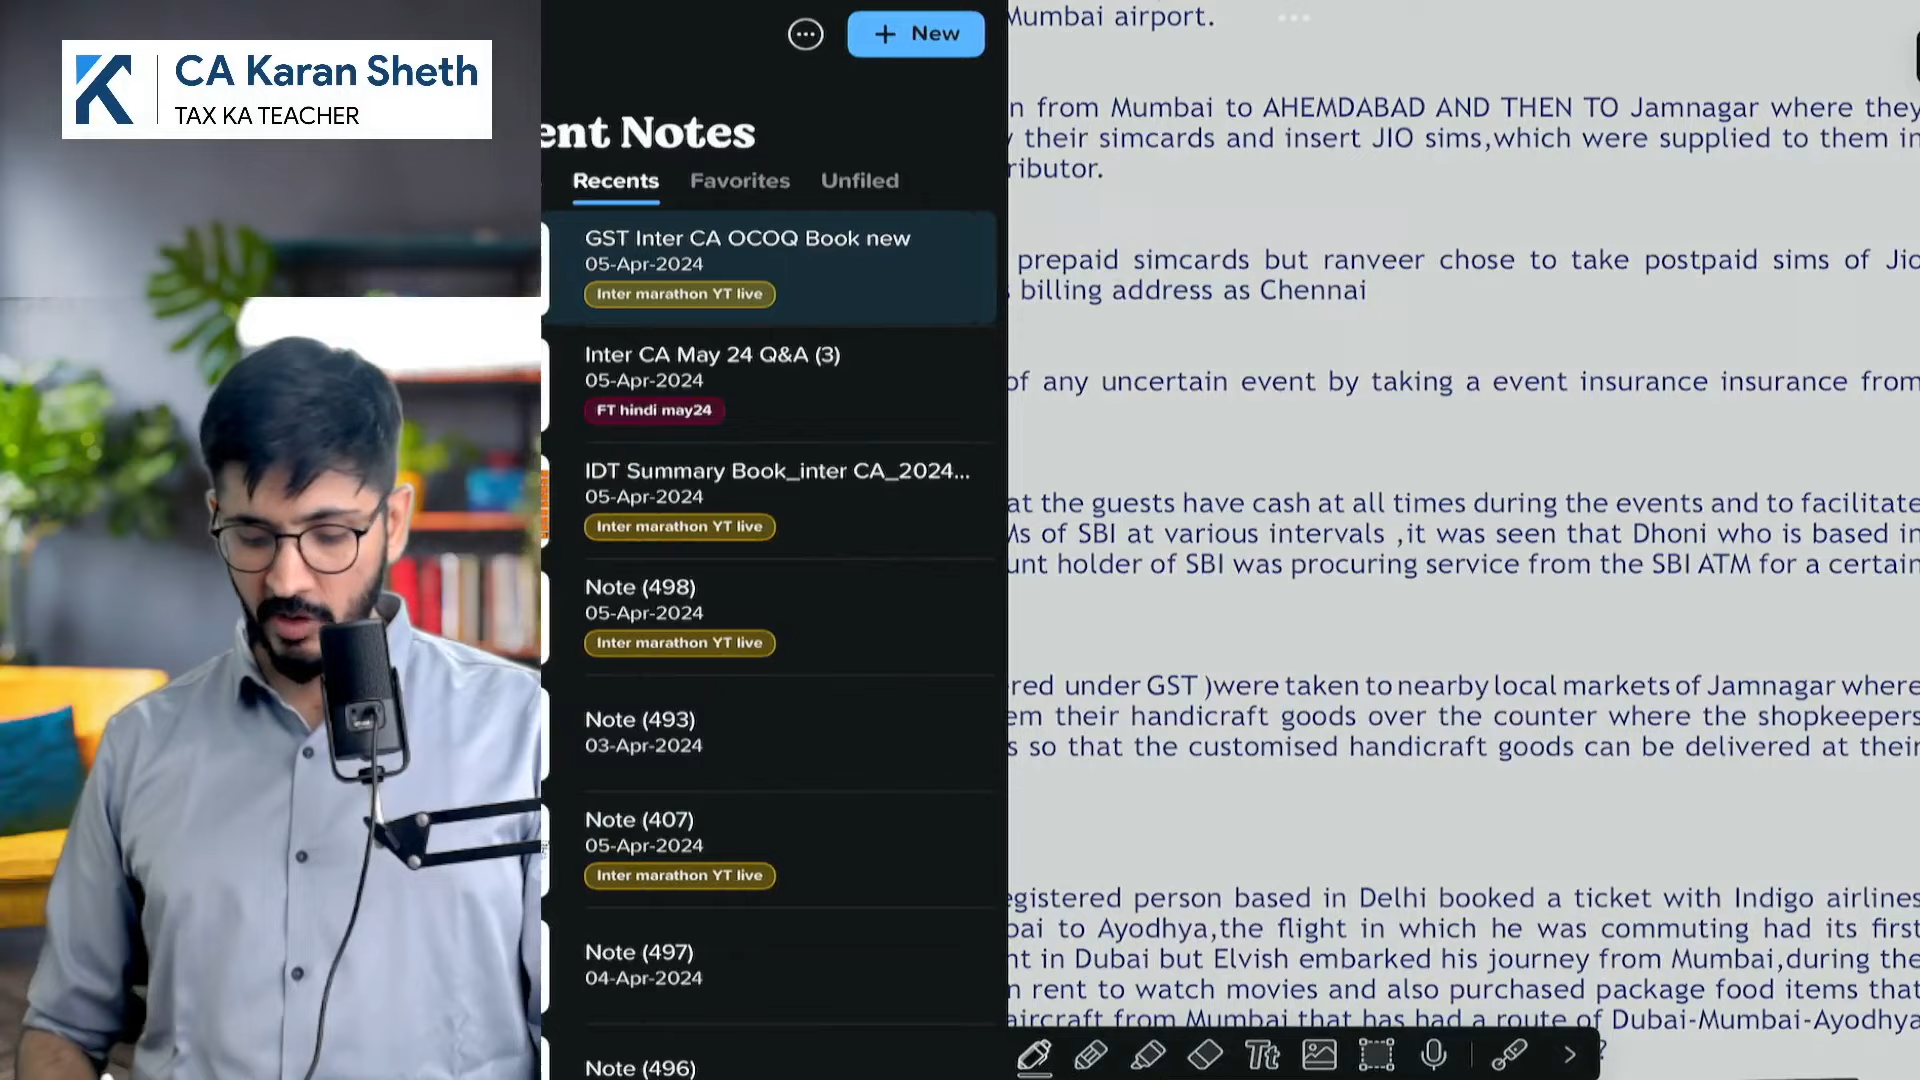 CA Karan Sheth
TAX KA TEACHER
New
ent Notes
Recents
Favorites
Unfiled
GST Inter CA OCOQ Book new
05-Apr-2024
Inter marathon YT live
Inter CA May 24 Q&A (3)
05-Apr-2024
FT hindi may24
IDT Summary Book_inter CA_2024...
05-Apr-2024
Inter marathon YT live
Note (498)
05-Apr-2024
Inter marathon YT live
Note (493)
03-Apr-2024
Note (407)
05-Apr-2024
Inter marathon YT live
Note (497)
04-Apr-2024
Note (496)
Mumbai airport.
n from Mumbai to AHEMDABAD AND THEN TO Jamnagar where they
their simcards and insert JIO sims,which were supplied to them in
ributor.
prepaid simcards but ranveer chose to take postpaid sims of Jio
billing address as Chennai
of any uncertain event by taking a event insurance insurance from
at the guests have cash at all times during the events and to facilitate
Ms of SBI at various intervals ,it was seen that Dhoni who is based in
unt holder of SBI was procuring service from the SBI ATM for a certain
red under GST )were taken to nearby local markets of Jamnagar where
em their handicraft goods over the counter where the shopkeepers
s so that the customised handicraft goods can be delivered at their
egistered person based in Delhi booked a ticket with Indigo airlines
bai to Ayodhya,the flight in which he was commuting had its first
nt in Dubai but Elvish embarked his journey from Mumbai,during the
n rent to watch movies and also purchased package food items that
aircraft from Mumbai that has had a route of Dubai-Mumbai-Ayodhya
Tt
?